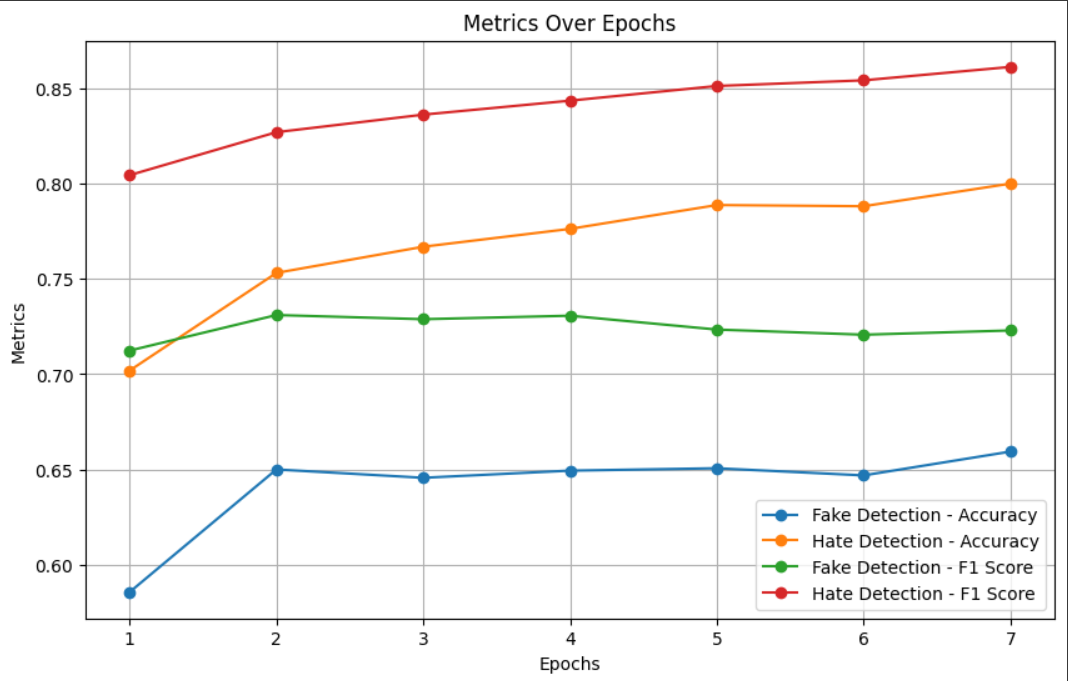 Metrics Over Epochs
Metrics
0.85
0.80
0.75
0.70
0.65
0.60
1 2 3 4 5 6 7
Epochs
Fake Detection - Accuracy
Hate Detection - Accuracy
Fake Detection - F1 Score
Hate Detection - F1 Score